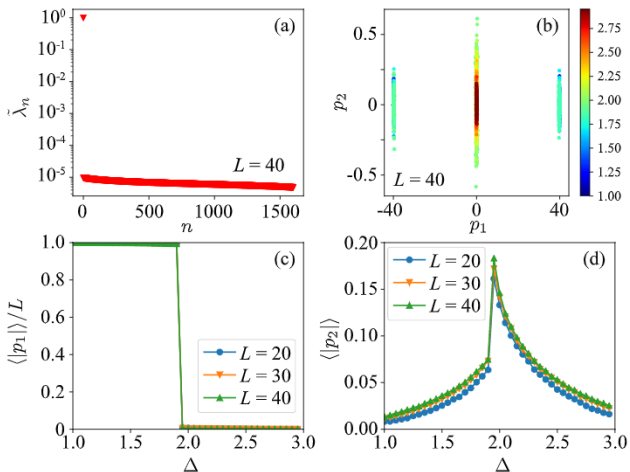 (a)
10⁰
10⁻¹
10⁻²
10⁻³
10⁻⁴
10⁻⁵
λ̃ₙ
L = 40
0
500
1000
1500
n
(b)
0.5
0
-0.5
p₂
L = 40
-40
0
40
p₁
2.75
2.50
2.25
2.00
1.75
1.50
1.25
1.00
(c)
1.0
0.8
0.6
0.4
0.2
0
⟨|p₁|⟩/L
L = 20
L = 30
L = 40
1.0
1.5
2.0
2.5
3.0
Δ
(d)
0.20
0.15
0.10
0.05
0.00
⟨|p₂|⟩
L = 20
L = 30
L = 40
1.0
1.5
2.0
2.5
3.0
Δ